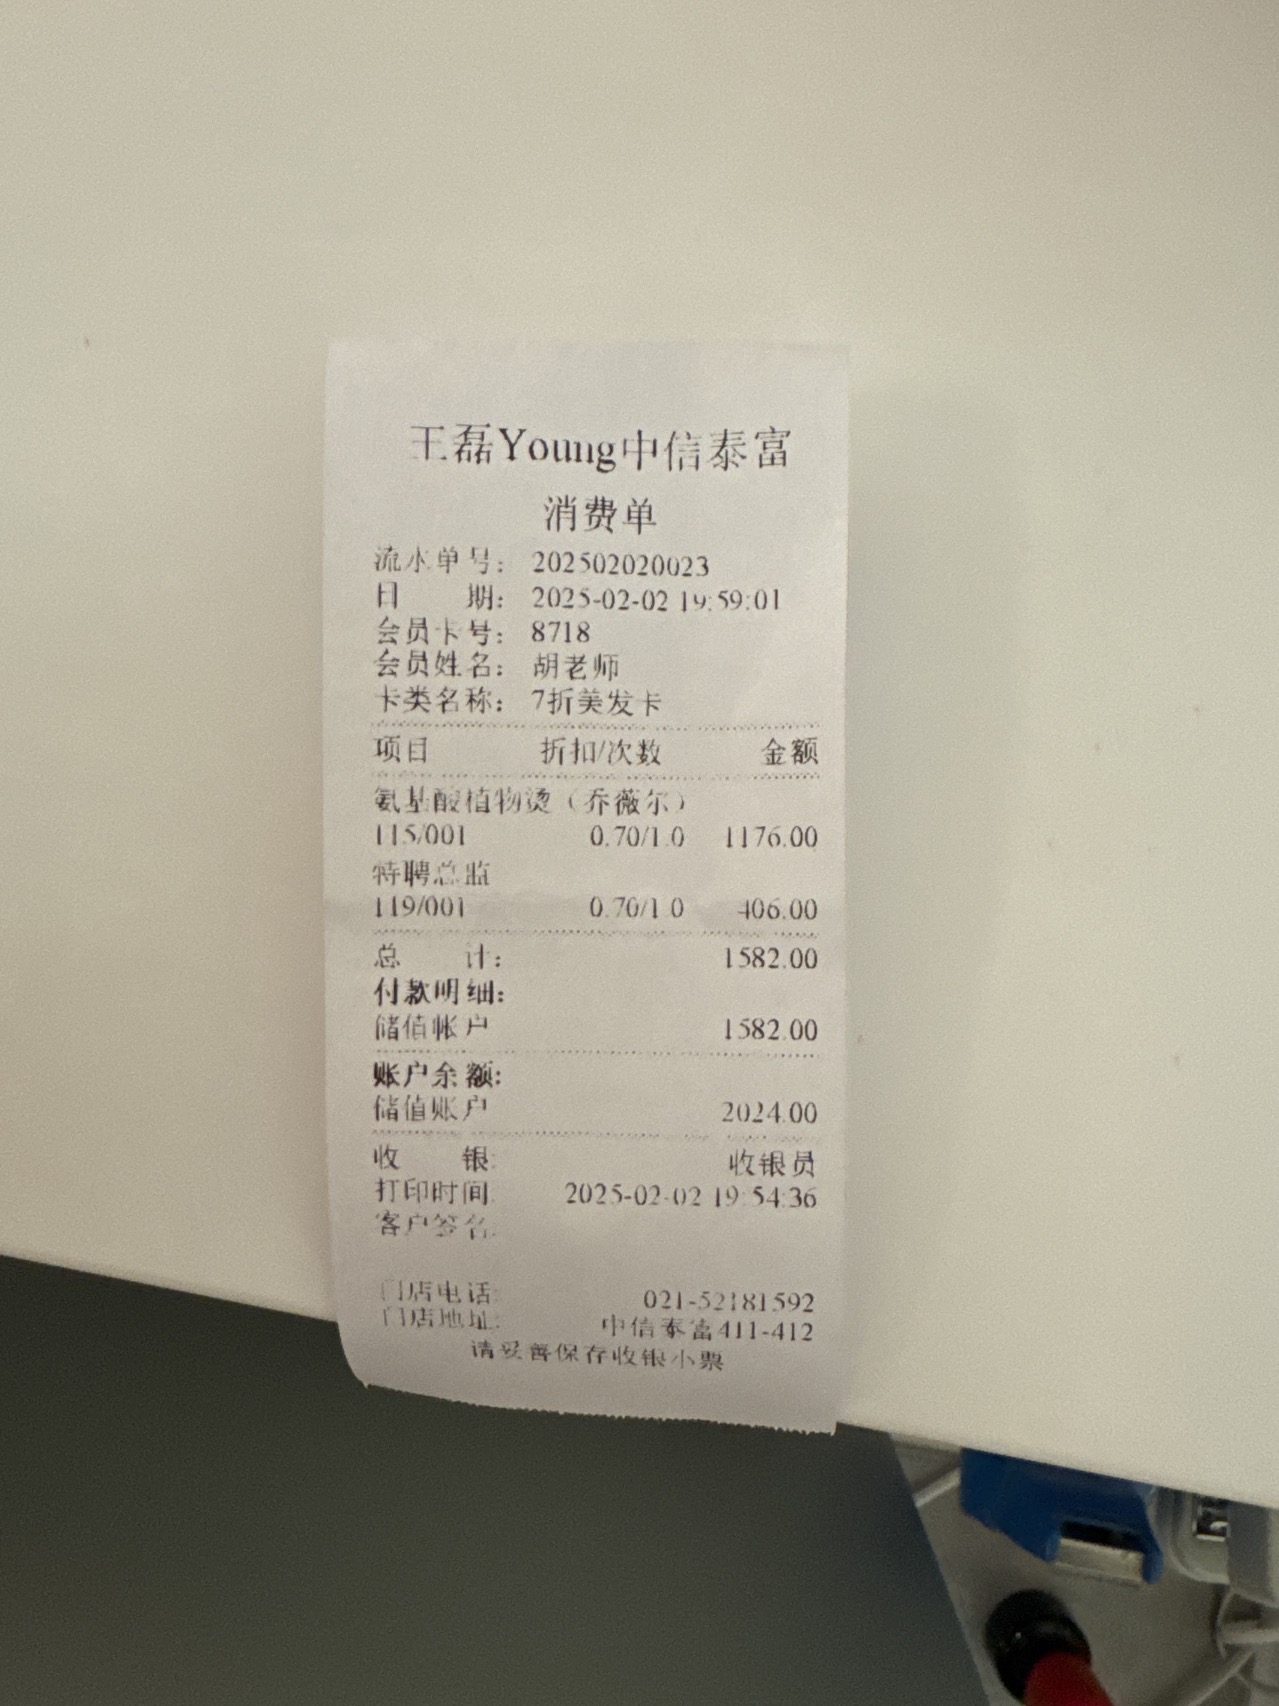 王磊Young中信泰富
消费单
流水单号： 202502020023
日 期： 2025-02-02 19:59:01
会员卡号： 8718
会员姓名： 胡老师
卡类名称： 7折美发卡
项目 折扣/次数 金额
氨基酸植物烫（乔薇尔）
115/001 0.70/1.0 1176.00
特聘总监
119/001 0.70/1.0 406.00
总 计： 1582.00
付款明细：
储值帐户 1582.00
账户余额：
储值账户 2024.00
收 银: 收银员
打印时间: 2025-02-02 19:54:36
客户签名:
门店电话: 021-52181592
门店地址: 中信泰富411-412
请妥善保存收银小票